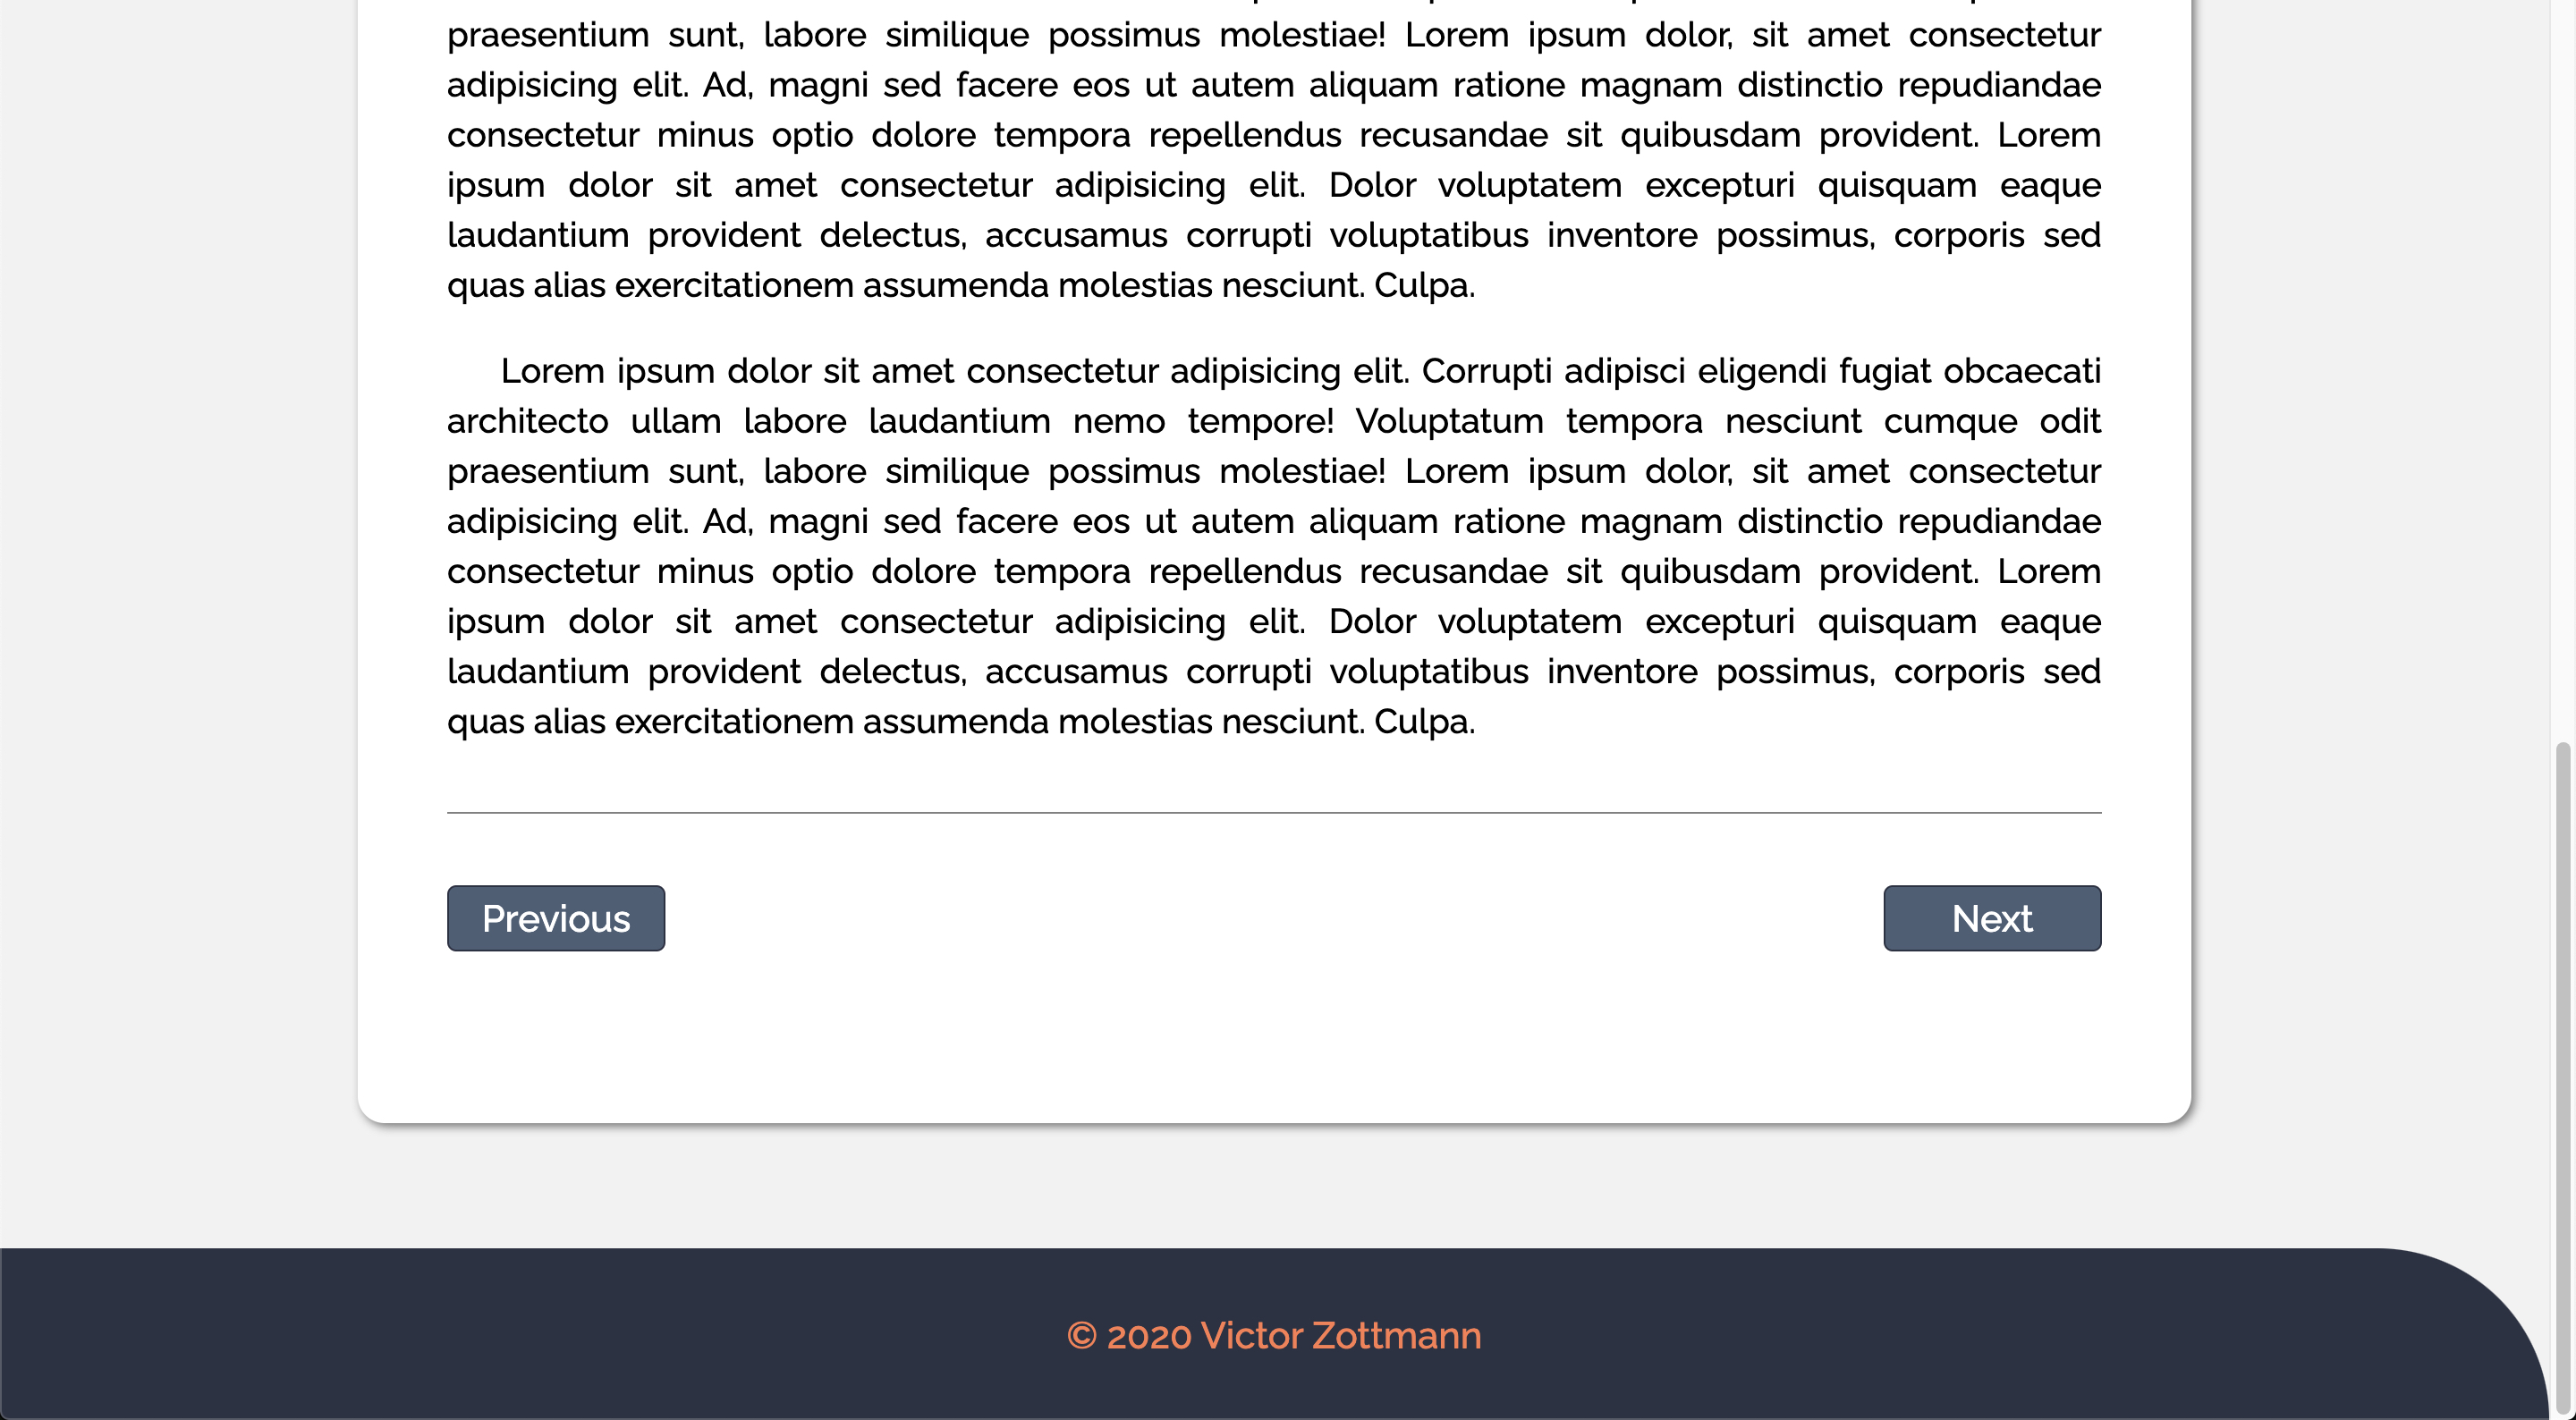 praesentium sunt, labore similique possimus molestiae! Lorem ipsum dolor, sit amet consectetur
adipisicing elit. Ad, magni sed facere eos ut autem aliquam ratione magnam distinctio repudiandae
consectetur minus optio dolore tempora repellendus recusandae sit quibusdam provident. Lorem
ipsum dolor sit amet consectetur adipisicing elit. Dolor voluptatem excepturi quisquam eaque
laudantium provident delectus, accusamus corrupti voluptatibus inventore possimus, corporis sed
quas alias exercitationem assumenda molestias nesciunt. Culpa.
Lorem ipsum dolor sit amet consectetur adipisicing elit. Corrupti adipisci eligendi fugiat obcaecati
architecto ullam labore laudantium nemo tempore! Voluptatum tempora nesciunt cumque odit
praesentium sunt, labore similique possimus molestiae! Lorem ipsum dolor, sit amet consectetur
adipisicing elit. Ad, magni sed facere eos ut autem aliquam ratione magnam distinctio repudiandae
consectetur minus optio dolore tempora repellendus recusandae sit quibusdam provident. Lorem
ipsum dolor sit amet consectetur adipisicing elit. Dolor voluptatem excepturi quisquam eaque
laudantium provident delectus, accusamus corrupti voluptatibus inventore possimus, corporis sed
quas alias exercitationem assumenda molestias nesciunt. Culpa.
Previous
Next
© 2020 Victor Zottmann